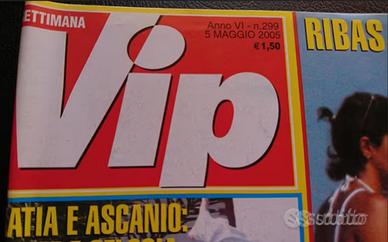 ETTIMANA
Anno VI - n.299
5 MAGGIO 2005
€ 1,50
Vip
RIBAS
ATIA E ASCANIO:
subito